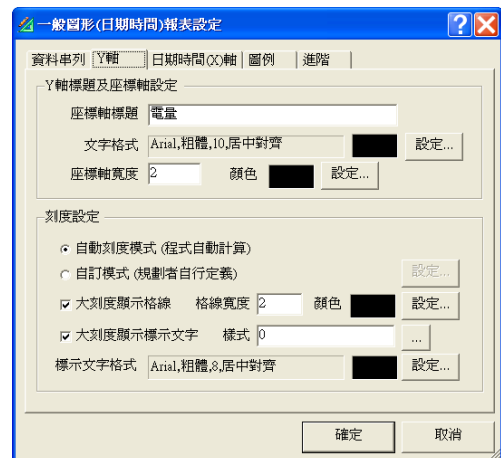 一般圖形(日期時間)報表設定
資料串列 Y軸 日期時間(X)軸 圖例 進階
Y軸標題及座標軸設定
座標軸標題 電量
文字格式 Arial,粗體,10,居中對齊 設定...
座標軸寬度 2 顏色 設定...
刻度設定
自動刻度模式 (程式自動計算)
自訂模式 (規劃者自行定義) 設定...
大刻度顯示格線 格線寬度 2 顏色 設定...
大刻度顯示標示文字 樣式 0 ...
標示文字格式 Arial,粗體,8,居中對齊 設定...
確定 取消